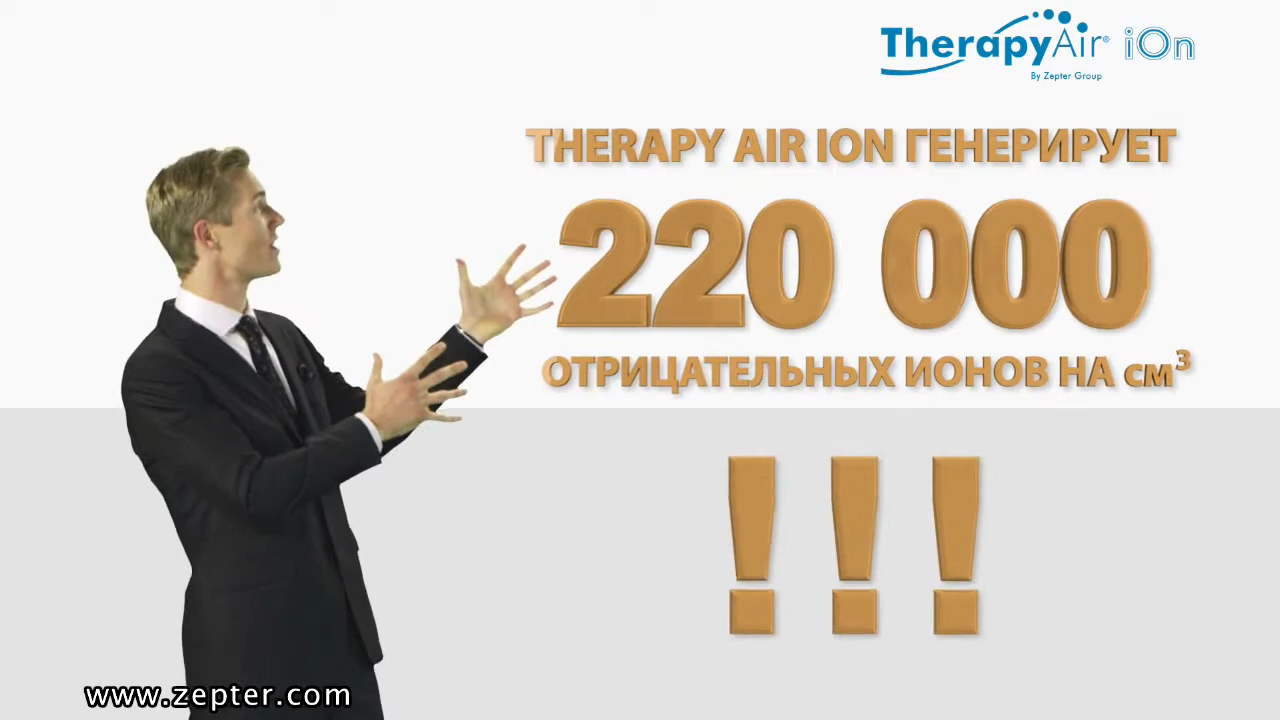 TherapyAir® iOn
By Zepter Group
THERAPY AIR ION ГЕНЕРИРУЕТ
220 000
ОТРИЦАТЕЛЬНЫХ ИОНОВ НА см³
!!!
www.zepter.com